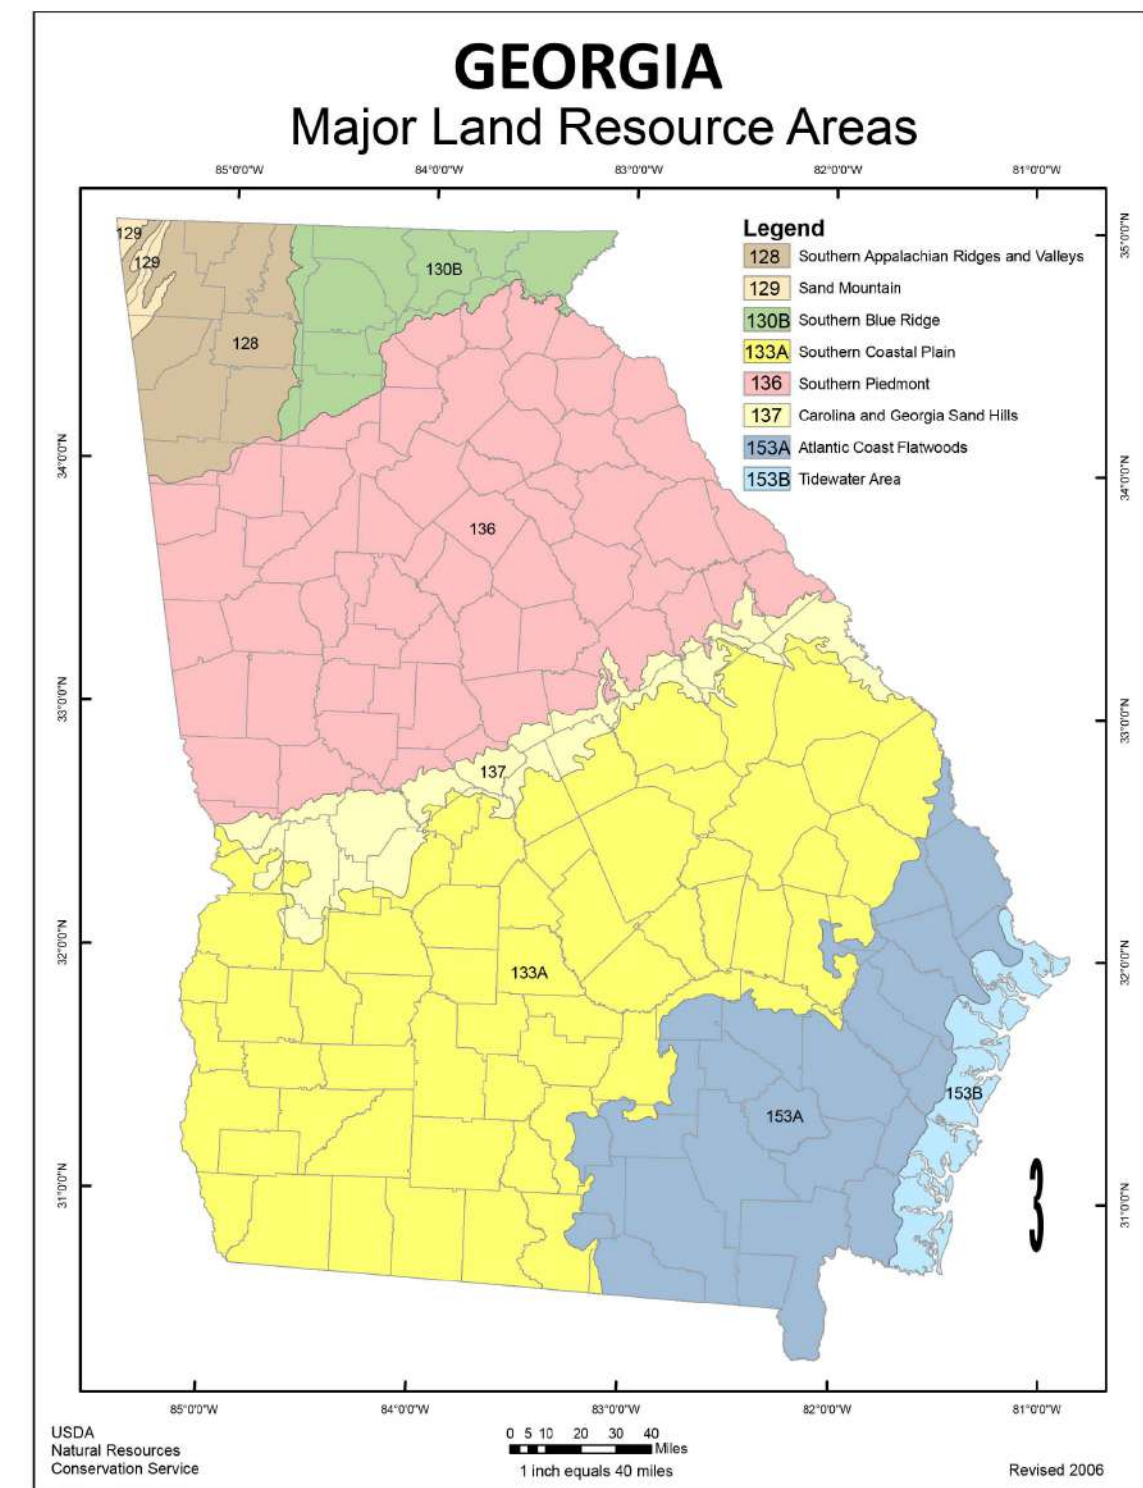 GEORGIA
Major Land Resource Areas
85°0'0"W 84°0'0"W 83°0'0"W 82°0'0"W 81°0'0"W
35°0'0"N
34°0'0"N
34°0'0"N
33°0'0"N
33°0'0"N
32°0'0"N
32°0'0"N
31°0'0"N
31°0'0"N
Legend
128 Southern Appalachian Ridges and Valleys
129 Sand Mountain
130B Southern Blue Ridge
133A Southern Coastal Plain
136 Southern Piedmont
137 Carolina and Georgia Sand Hills
153A Atlantic Coast Flatwoods
153B Tidewater Area
129
129
130B
128
136
137
133A
153B
153A
3
85°0'0"W 84°0'0"W 83°0'0"W 82°0'0"W 81°0'0"W
USDA
Natural Resources
Conservation Service
0 5 10 20 30 40
Miles
1 inch equals 40 miles
Revised 2006